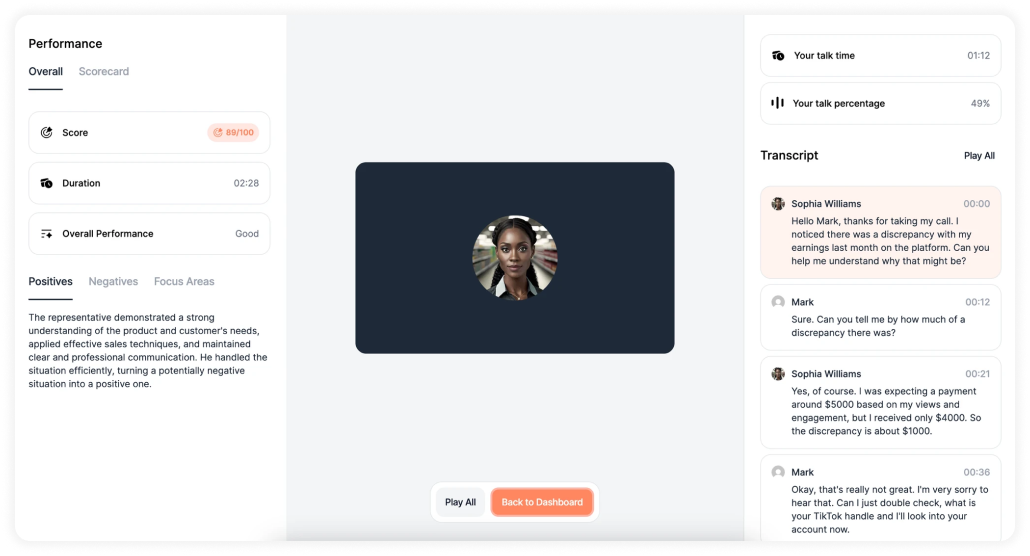 Performance
Overall
Scorecard
Score
89/100
Duration
02:28
Overall Performance
Good
Positives
Negatives
Focus Areas
The representative demonstrated a strong
understanding of the product and customer's needs,
applied effective sales techniques, and maintained
clear and professional communication. He handled the
situation efficiently, turning a potentially negative
situation into a positive one.
Play All
Back to Dashboard
Your talk time
01:12
Your talk percentage
49%
Transcript
Play All
Sophia Williams
00:00
Hello Mark, thanks for taking my call. I
noticed there was a discrepancy with my
earnings last month on the platform. Can you
help me understand why that might be?
Mark
00:12
Sure. Can you tell me by how much of a
discrepancy there was?
Sophia Williams
00:21
Yes, of course. I was expecting a payment
around $5000 based on my views and
engagement, but I received only $4000. So
the discrepancy is about $1000.
Mark
00:36
Okay, that's really not great. I'm very sorry to
hear that. Can I just double check, what is
your TikTok handle and I'll look into your
account now.